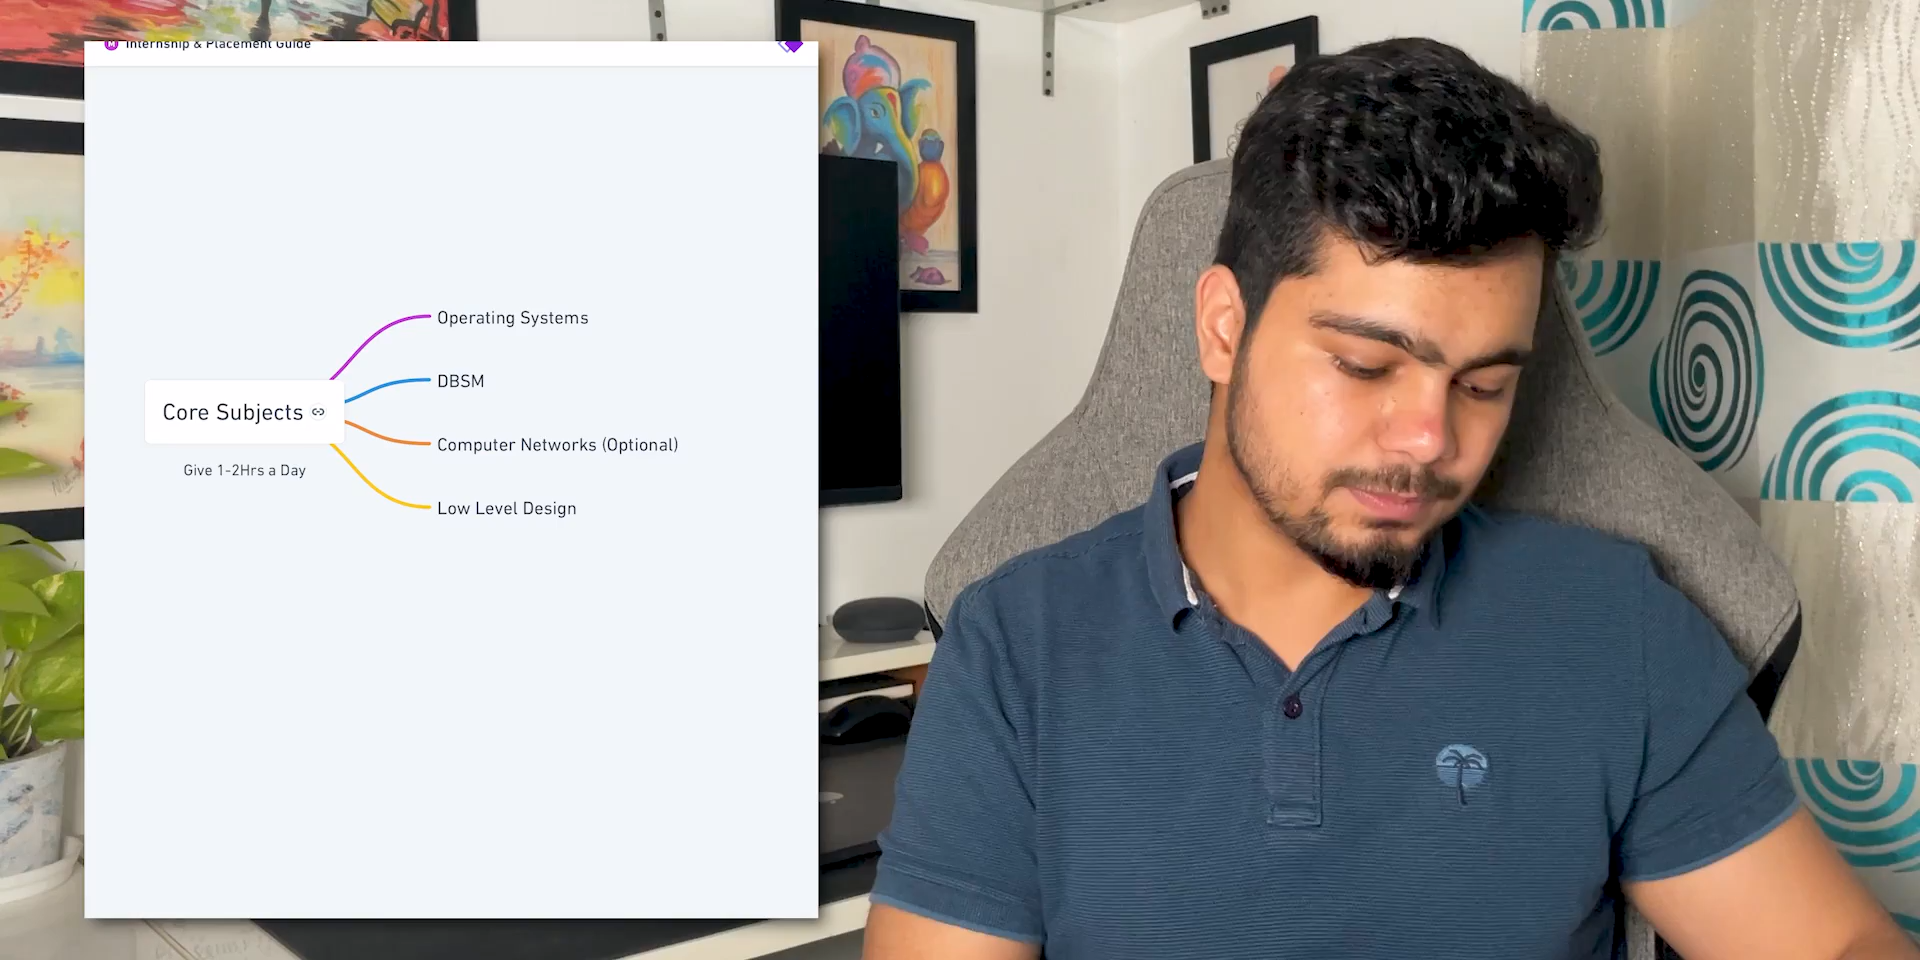 Internship & Placement Guide
Operating Systems
DBSM
Core Subjects
Computer Networks (Optional)
Give 1-2Hrs a Day
Low Level Design